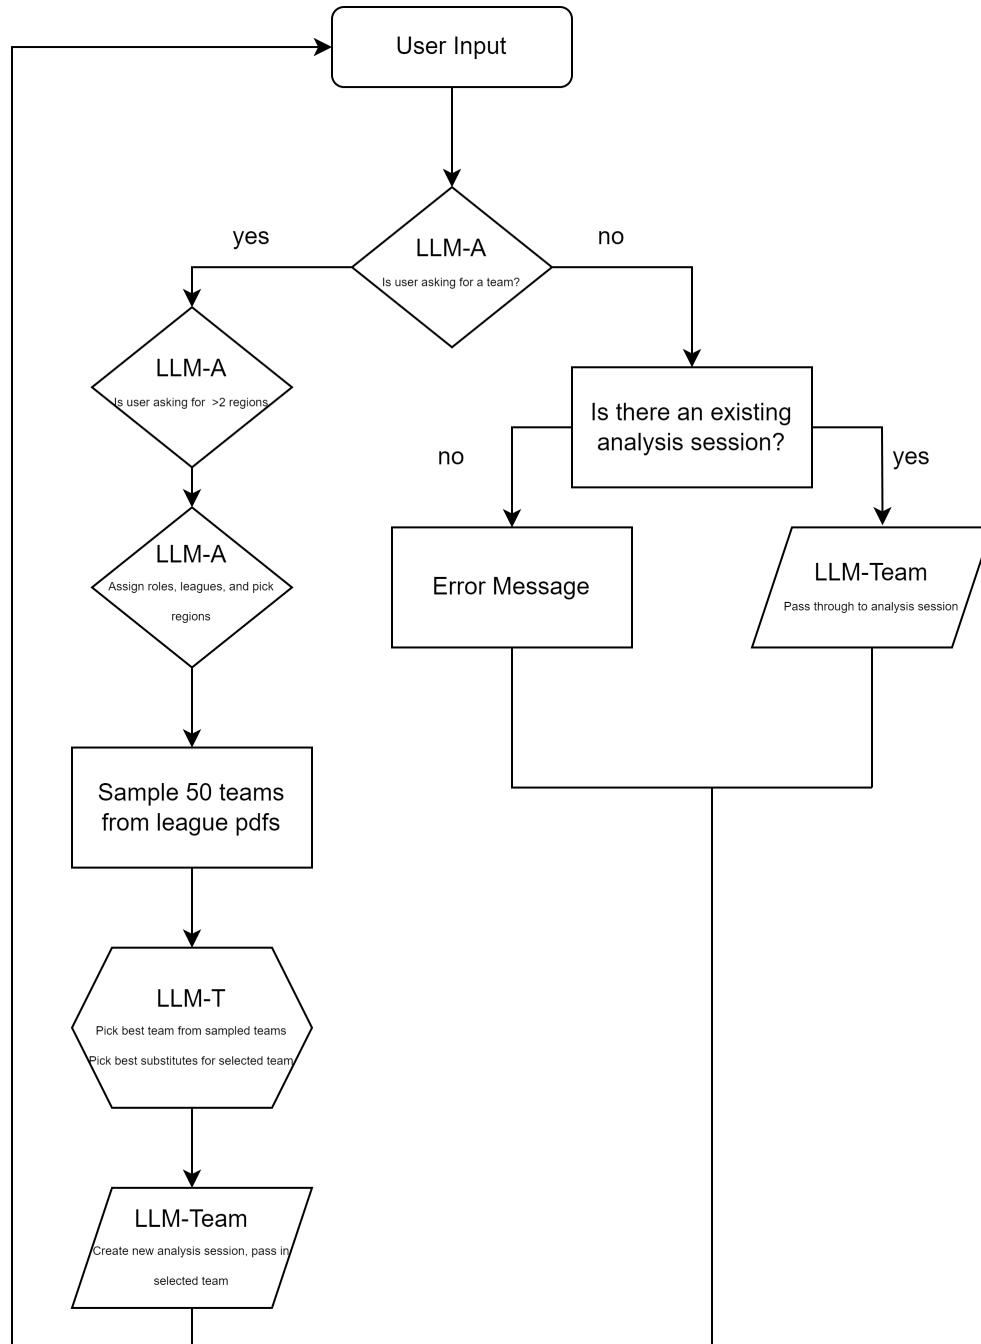 User Input
yes
LLM-A
Is user asking for a team?
no
LLM-A
Is user asking for  >2 regions
Is there an existing
analysis session?
no
yes
LLM-A
Assign roles, leagues, and pick
regions
Error Message
LLM-Team
Pass through to analysis session
Sample 50 teams
from league pdfs
LLM-T
Pick best team from sampled teams
Pick best substitutes for selected team
LLM-Team
Create new analysis session, pass in
selected team